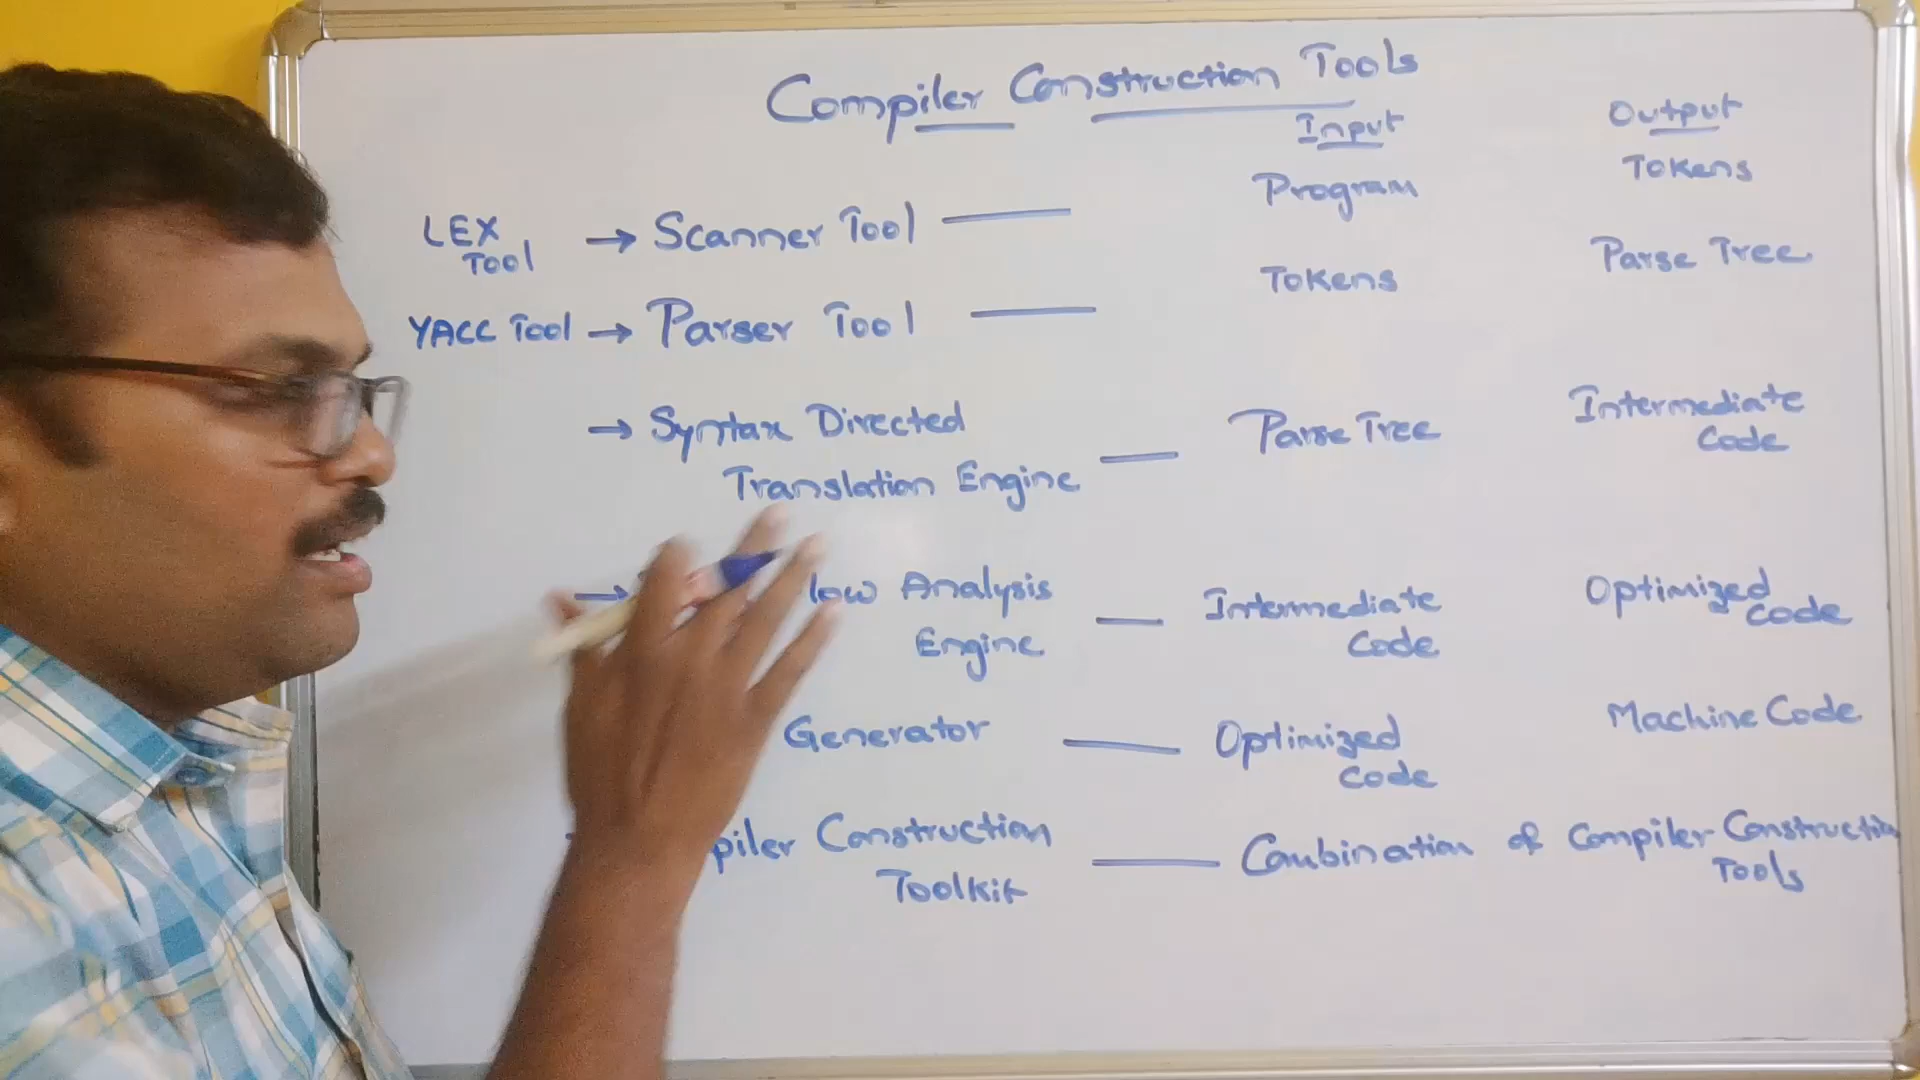 Compiler Construction Tools
Input
Output
LEX
Tool
→ Scanner Tool —
Program
Tokens
YACC Tool → Parser Tool —
Tokens
Parse Tree
→ Syntax Directed
Translation Engine —
Parse Tree
Intermediate
Code
→ low Analysis
Engine —
Intermediate
Code
Optimized
Code
Generator —
Optimized
Code
Machine Code
piler Construction
Toolkit —
Combination of Compiler Construction
Tools